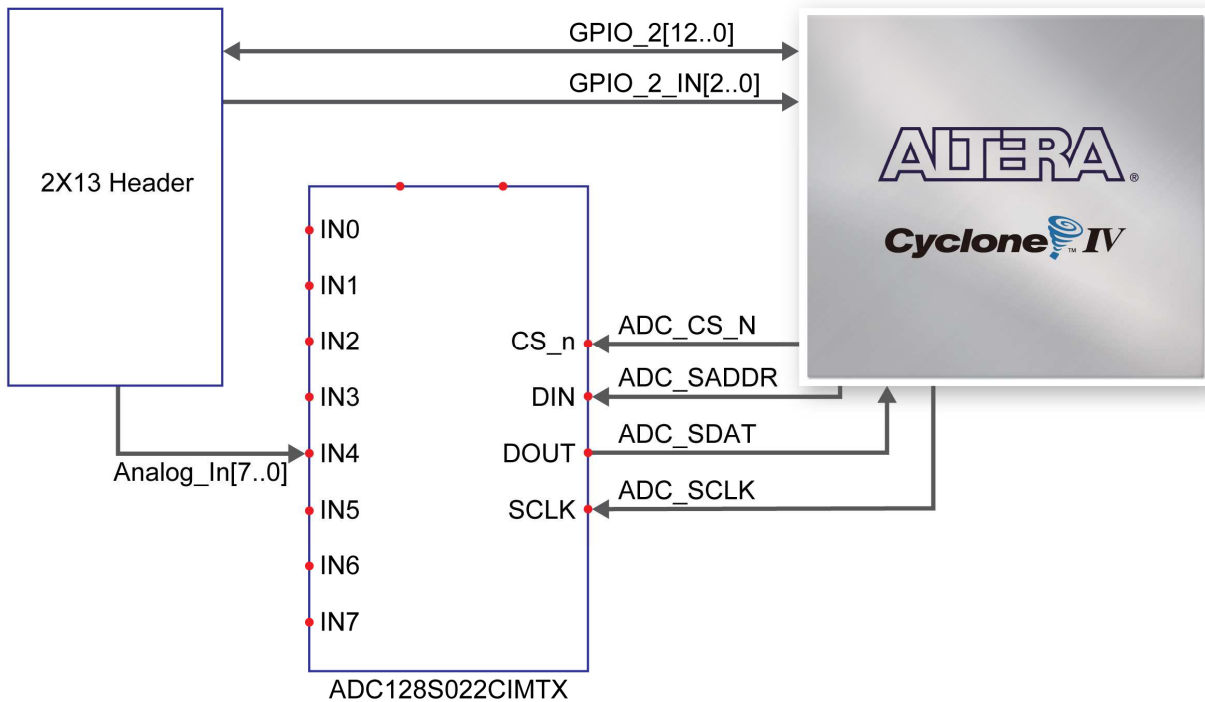 GPIO_2[12..0]
GPIO_2_IN[2..0]
2X13 Header
ALTERA®
Cyclone™ IV
IN0
IN1
IN2
IN3
IN4
IN5
IN6
IN7
Analog_In[7..0]
CS_n
DIN
DOUT
SCLK
ADC_CS_N
ADC_SADDR
ADC_SDAT
ADC_SCLK
ADC128S022CIMTX